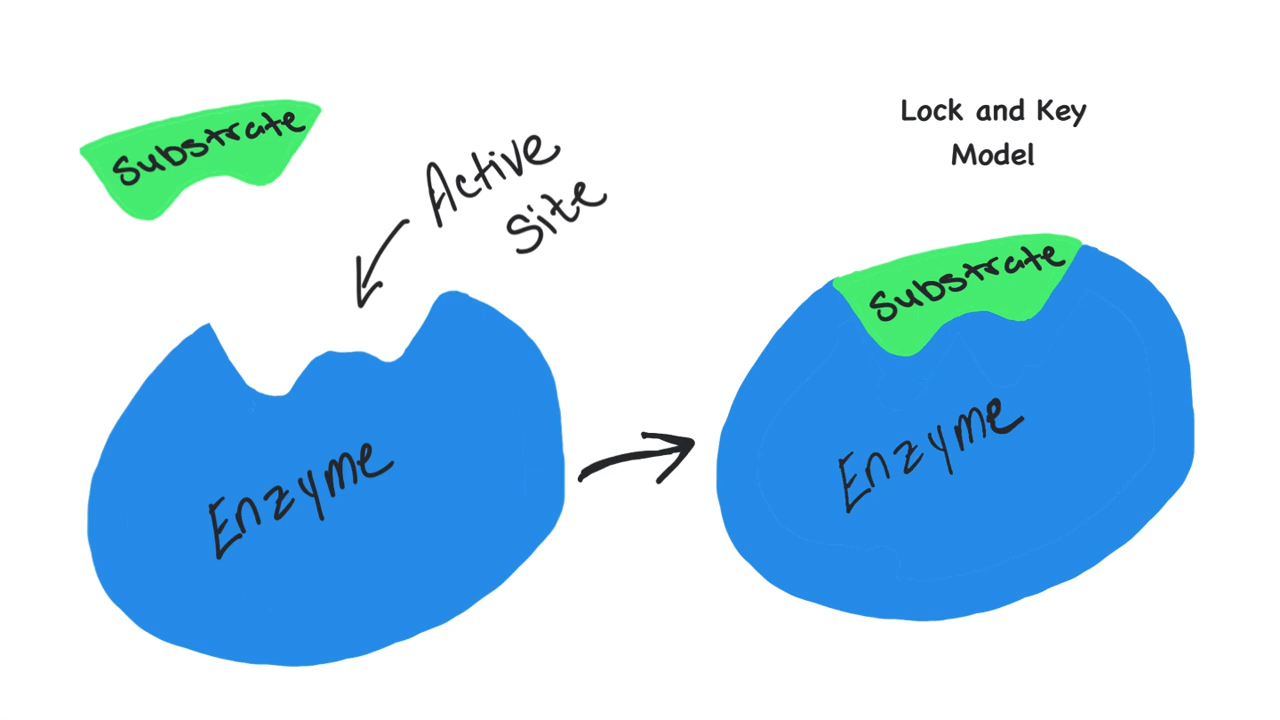 Substrate
Active
Site
Enzyme
Lock and Key
Model
Substrate
Enzyme